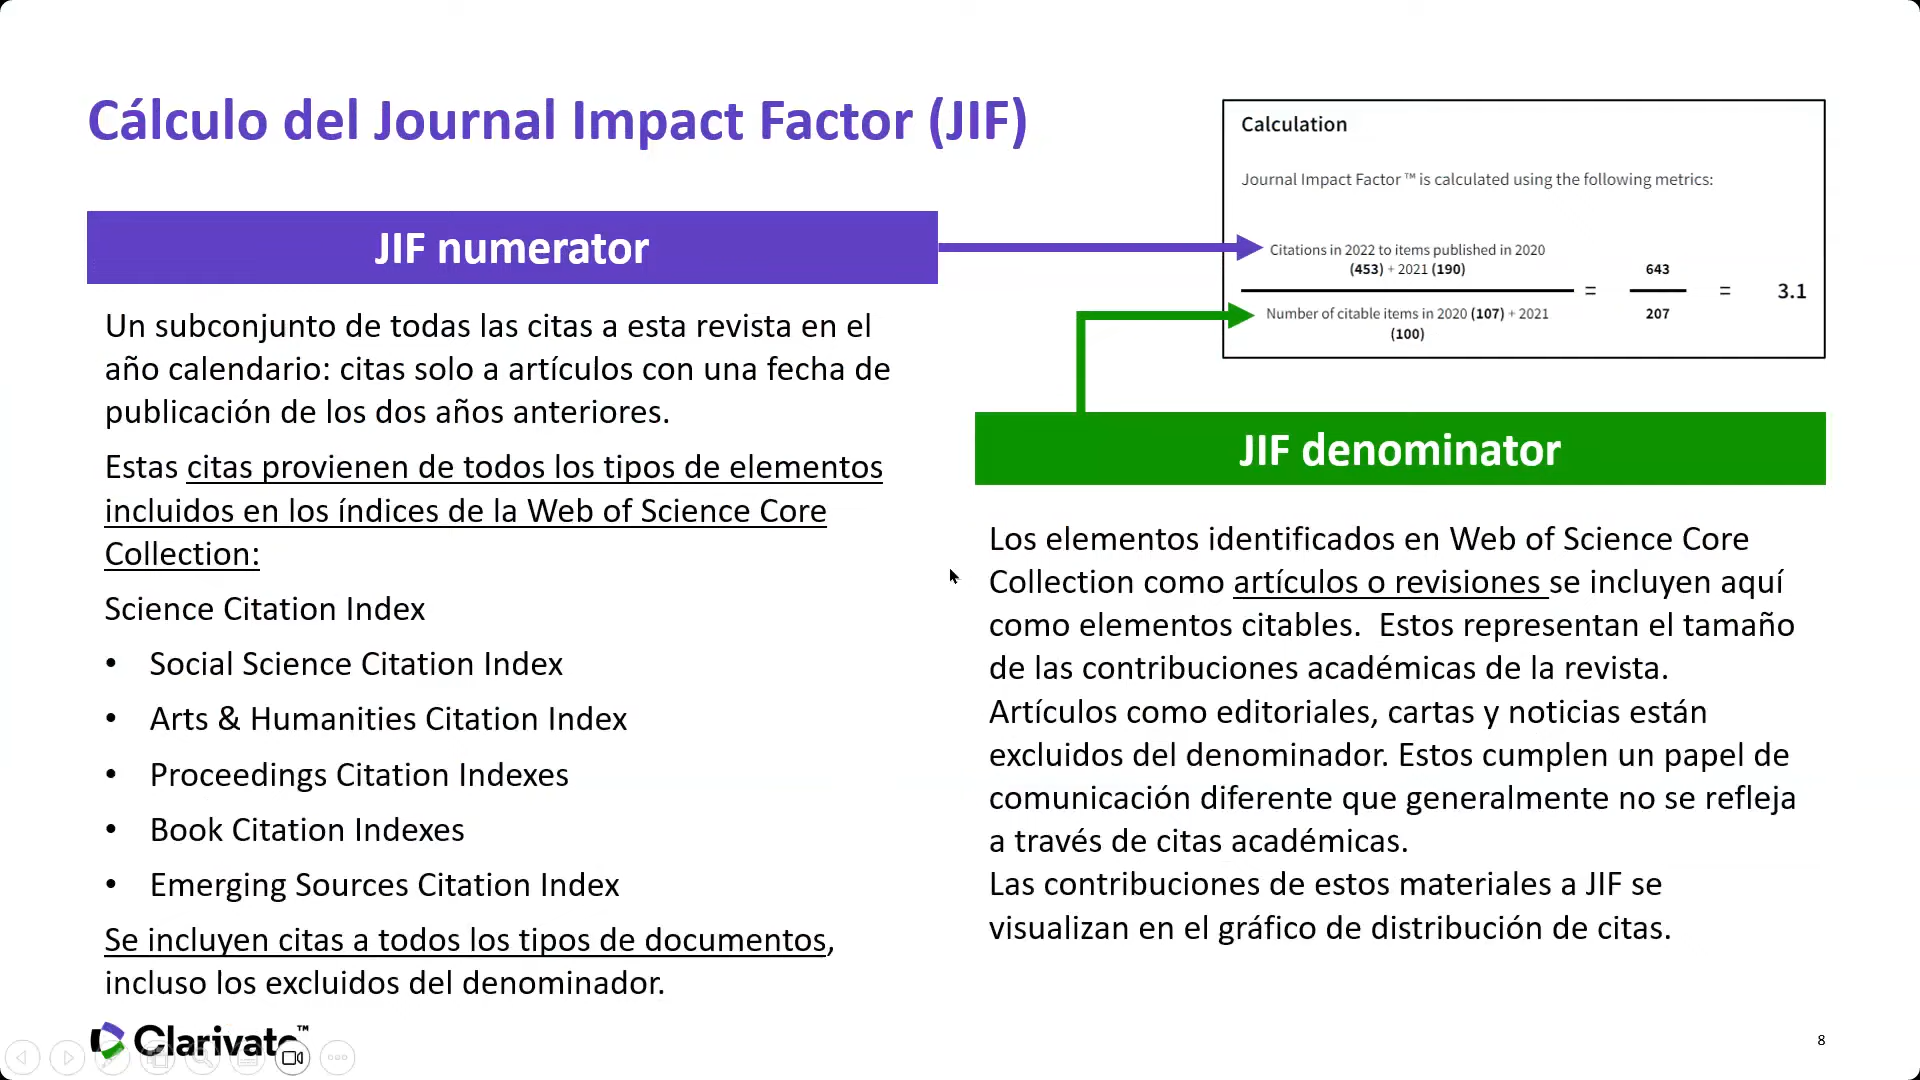 Cálculo del Journal Impact Factor (JIF)
JIF numerator
Un subconjunto de todas las citas a esta revista en el
año calendario: citas solo a artículos con una fecha de
publicación de los dos años anteriores.
Estas citas provienen de todos los tipos de elementos
incluidos en los índices de la Web of Science Core
Collection:
Science Citation Index
• Social Science Citation Index
• Arts & Humanities Citation Index
• Proceedings Citation Indexes
• Book Citation Indexes
• Emerging Sources Citation Index
Se incluyen citas a todos los tipos de documentos,
incluso los excluidos del denominador.
Calculation
Journal Impact Factor ™ is calculated using the following metrics:
Citations in 2022 to items published in 2020
(453) + 2021 (190)
Number of citable items in 2020 (107) + 2021
(100)
=
643
207
=
3.1
JIF denominator
Los elementos identificados en Web of Science Core
Collection como artículos o revisiones se incluyen aquí
como elementos citables.  Estos representan el tamaño
de las contribuciones académicas de la revista.
Artículos como editoriales, cartas y noticias están
excluidos del denominador. Estos cumplen un papel de
comunicación diferente que generalmente no se refleja
a través de citas académicas.
Las contribuciones de estos materiales a JIF se
visualizan en el gráfico de distribución de citas.
Clarivate™
8